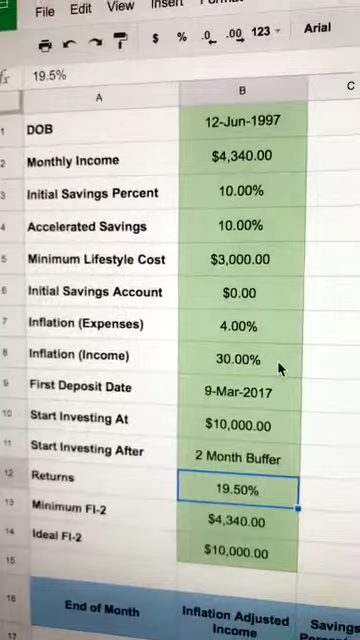 File Edit View Insert Format
$ % .0 .00 123 Arial
fx 19.5%
A B C
1 DOB 12-Jun-1997
2 Monthly Income $4,340.00
3 Initial Savings Percent 10.00%
4 Accelerated Savings 10.00%
5 Minimum Lifestyle Cost $3,000.00
6 Initial Savings Account $0.00
7 Inflation (Expenses) 4.00%
8 Inflation (Income) 30.00%
9 First Deposit Date 9-Mar-2017
10 Start Investing At $10,000.00
11 Start Investing After 2 Month Buffer
12 Returns 19.50%
13 Minimum FI-2 $4,340.00
14 Ideal FI-2 $10,000.00
15
16 End of Month Inflation Adjusted Income Savings
17